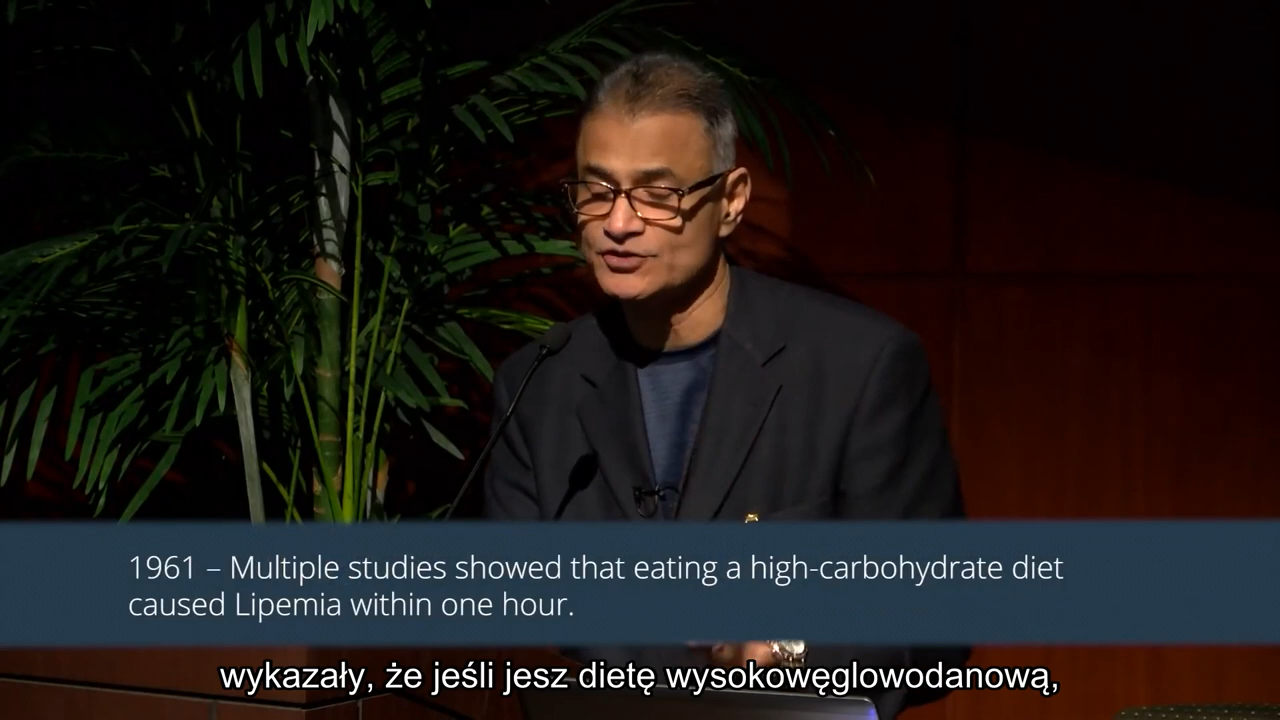 1961 – Multiple studies showed that eating a high-carbohydrate diet
caused Lipemia within one hour.
wykazały, że jeśli jesz dietę wysokowęglowodanową,